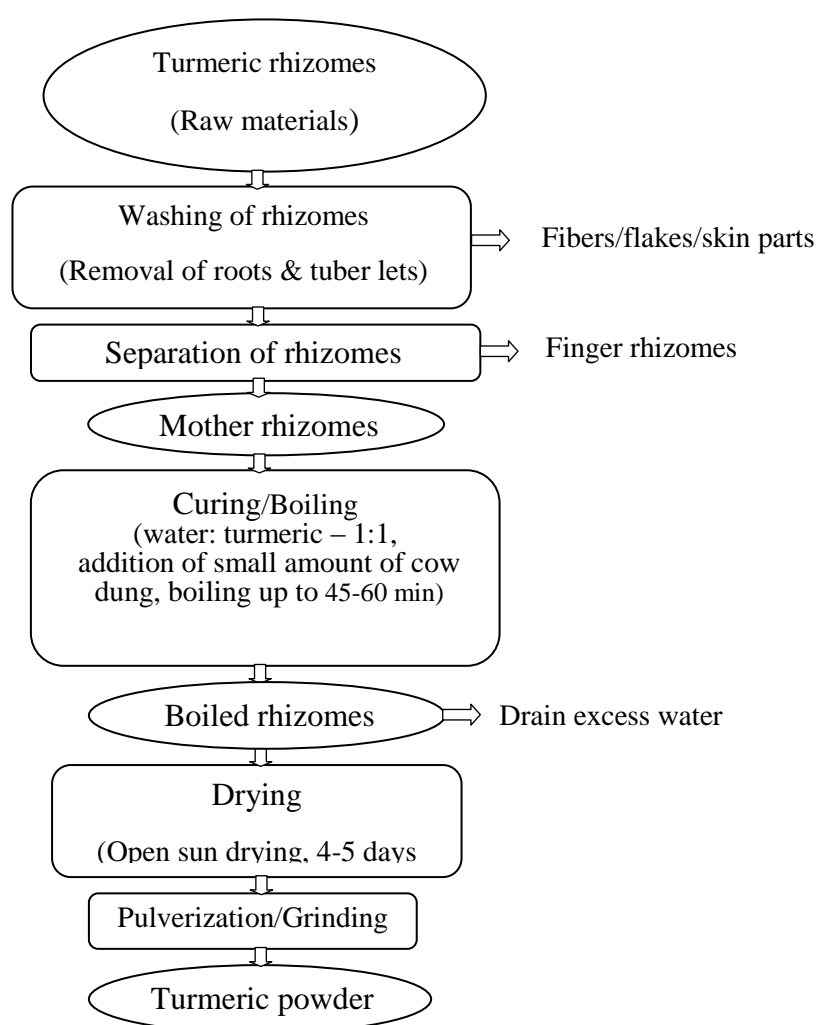 Turmeric rhizomes
(Raw materials)
Washing of rhizomes
(Removal of roots & tuber lets)
Fibers/flakes/skin parts
Separation of rhizomes
Finger rhizomes
Mother rhizomes
Curing/Boiling
(water: turmeric – 1:1,
addition of small amount of cow
dung, boiling up to 45-60 min)
Boiled rhizomes
Drain excess water
Drying
(Open sun drying, 4-5 days
Pulverization/Grinding
Turmeric powder